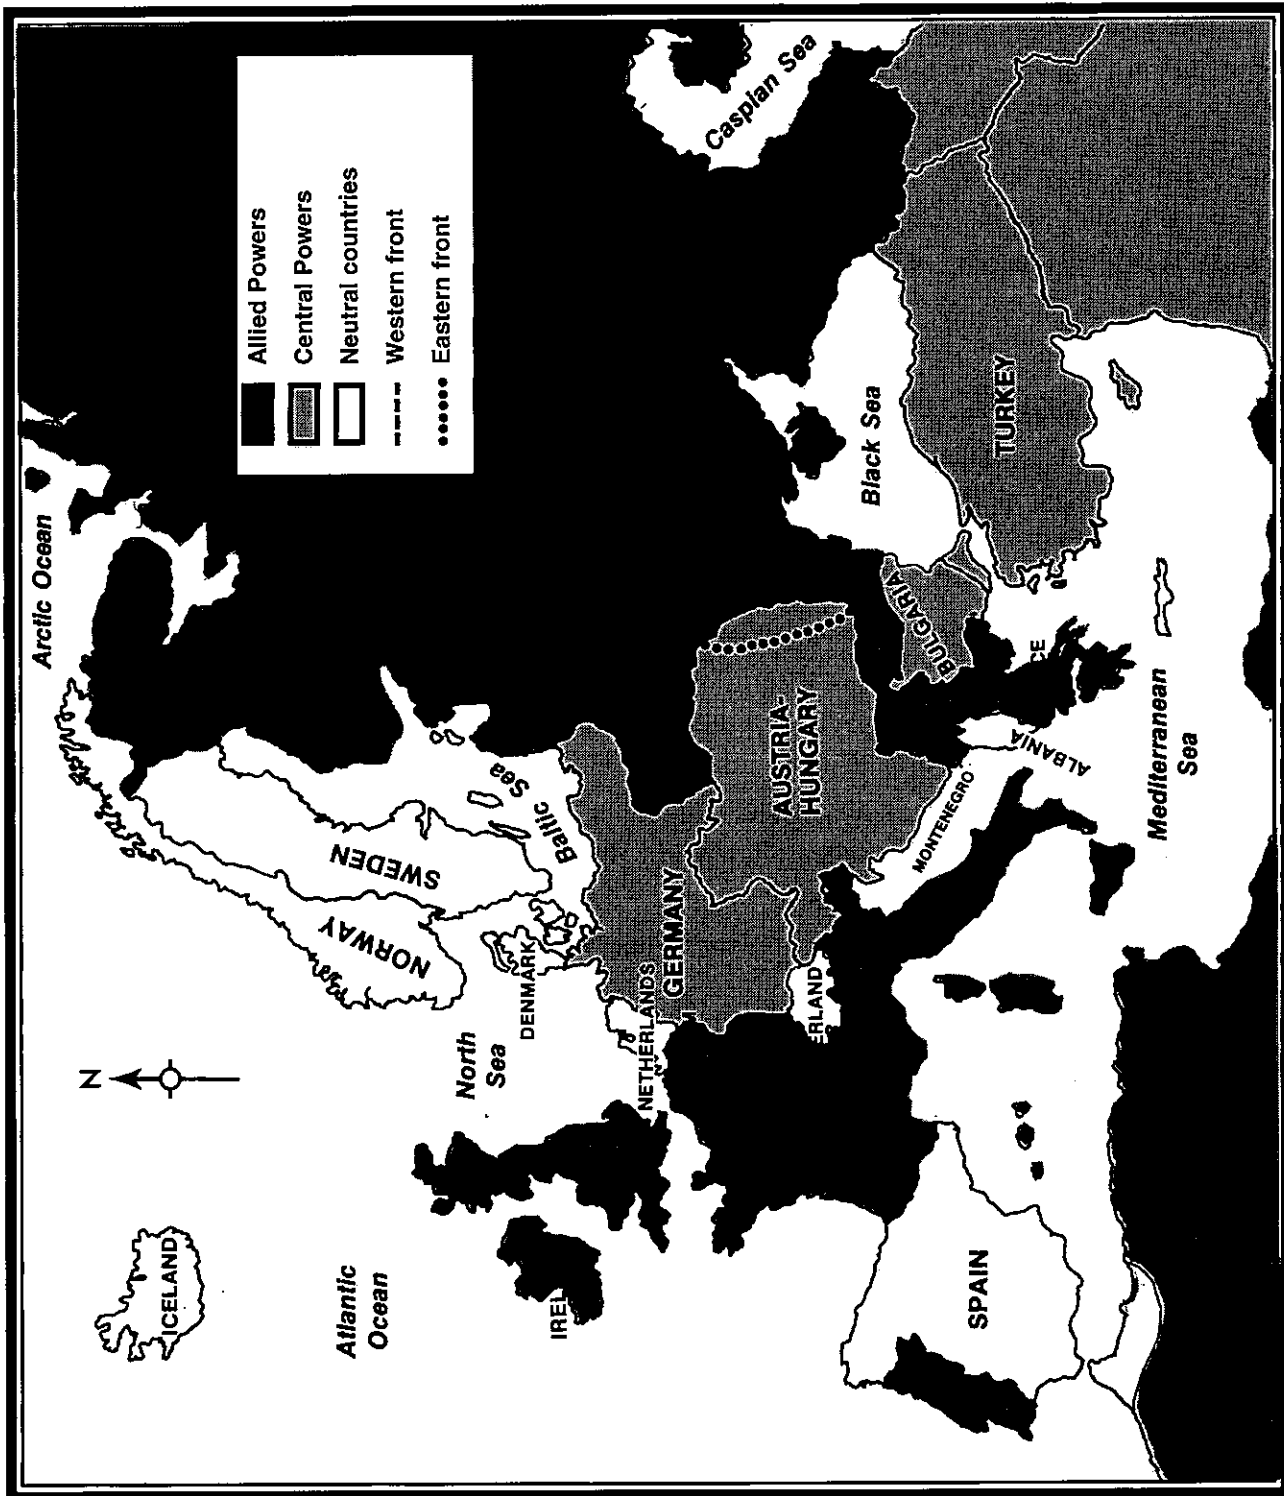 Allied Powers
Central Powers
Neutral countries
Western front
Eastern front
N
Arctic Ocean
ICELAND
Atlantic
Ocean
NORWAY
SWEDEN
North
Sea
DENMARK
Baltic Sea
IREL
NETHERLANDS
GERMANY
ERLAND
AUSTRIA-
HUNGARY
MONTENEGRO
ALBANIA
BULGARIA
CE
Black Sea
Caspian Sea
TURKEY
SPAIN
Mediterranean
Sea